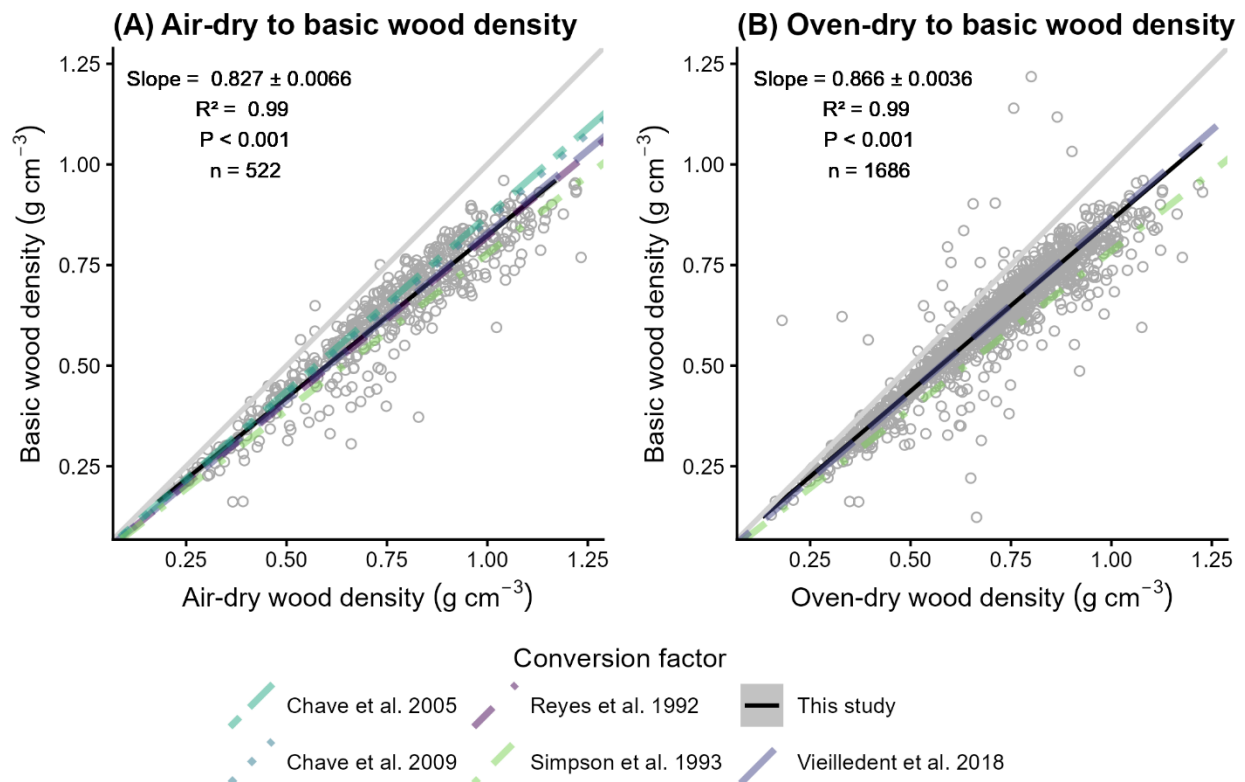 (A) Air-dry to basic wood density
Slope = 0.827 ± 0.0066
R² = 0.99
P < 0.001
n = 522
1.25
1.00
0.75
0.50
0.25
Basic wood density (g cm⁻³)
0.25 0.50 0.75 1.00 1.25
Air-dry wood density (g cm⁻³)
(B) Oven-dry to basic wood density
Slope = 0.866 ± 0.0036
R² = 0.99
P < 0.001
n = 1686
1.25
1.00
0.75
0.50
0.25
Basic wood density (g cm⁻³)
0.25 0.50 0.75 1.00 1.25
Oven-dry wood density (g cm⁻³)
Conversion factor
Chave et al. 2005 Reyes et al. 1992 This study
Chave et al. 2009 Simpson et al. 1993 Vieilledent et al. 2018